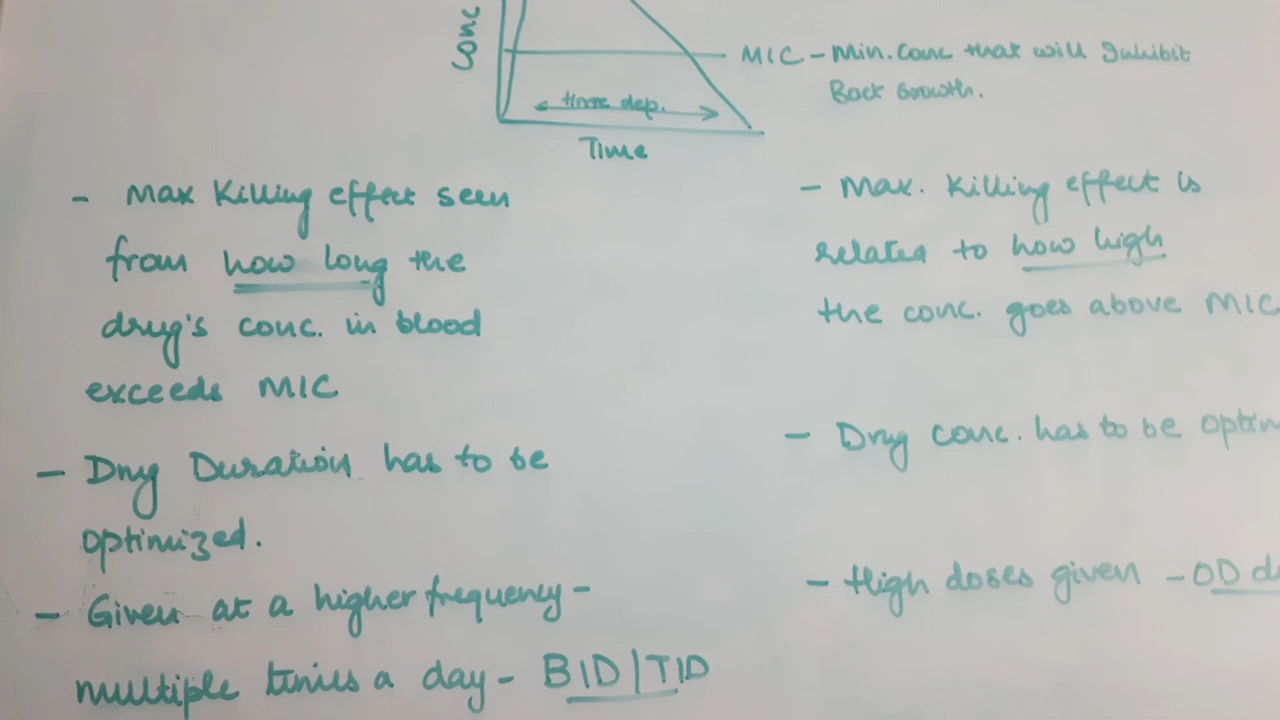 Conc
MIC - Min. Conc that will Inhibit
Bact Growth.
time dep.
Time
- Max Killing effect seen
from how long the
drug's conc. in blood
exceeds MIC
- Drug Duration has to be
optimized.
- Given at a higher frequency -
multiple times a day - BID/TID
- Max. Killing effect is
related to how high
the conc. goes above MIC
- Drug conc. has to be optim
- High doses given - OD d